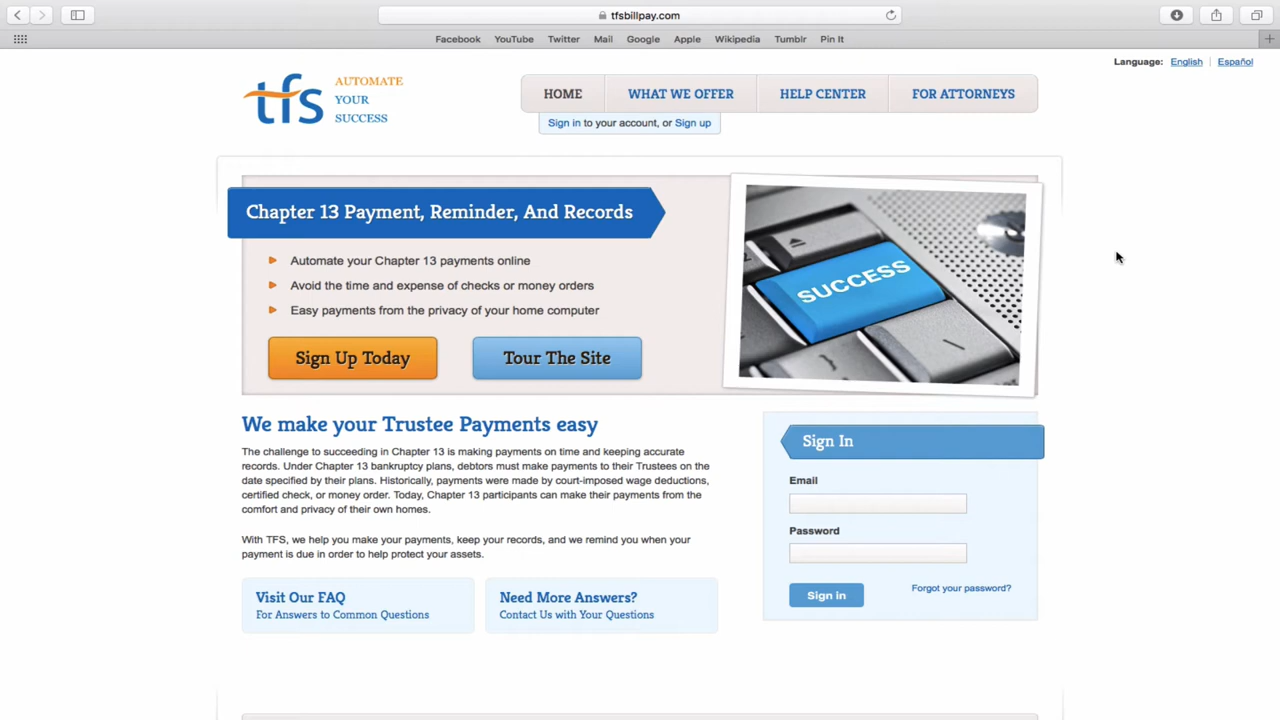 tfsbillpay.com
Facebook YouTube Twitter Mail Google Apple Wikipedia Tumblr Pin It
Language: English | Español
tfs AUTOMATE
YOUR
SUCCESS
HOME WHAT WE OFFER HELP CENTER FOR ATTORNEYS
Sign in to your account, or Sign up
Chapter 13 Payment, Reminder, And Records
Automate your Chapter 13 payments online
Avoid the time and expense of checks or money orders
Easy payments from the privacy of your home computer
Sign Up Today Tour The Site
SUCCESS
We make your Trustee Payments easy
The challenge to succeeding in Chapter 13 is making payments on time and keeping accurate
records. Under Chapter 13 bankruptcy plans, debtors must make payments to their Trustees on the
date specified by their plans. Historically, payments were made by court-imposed wage deductions,
certified check, or money order. Today, Chapter 13 participants can make their payments from the
comfort and privacy of their own homes.
With TFS, we help you make your payments, keep your records, and we remind you when your
payment is due in order to help protect your assets.
Visit Our FAQ
For Answers to Common Questions
Need More Answers?
Contact Us with Your Questions
Sign In
Email
Password
Sign in Forgot your password?